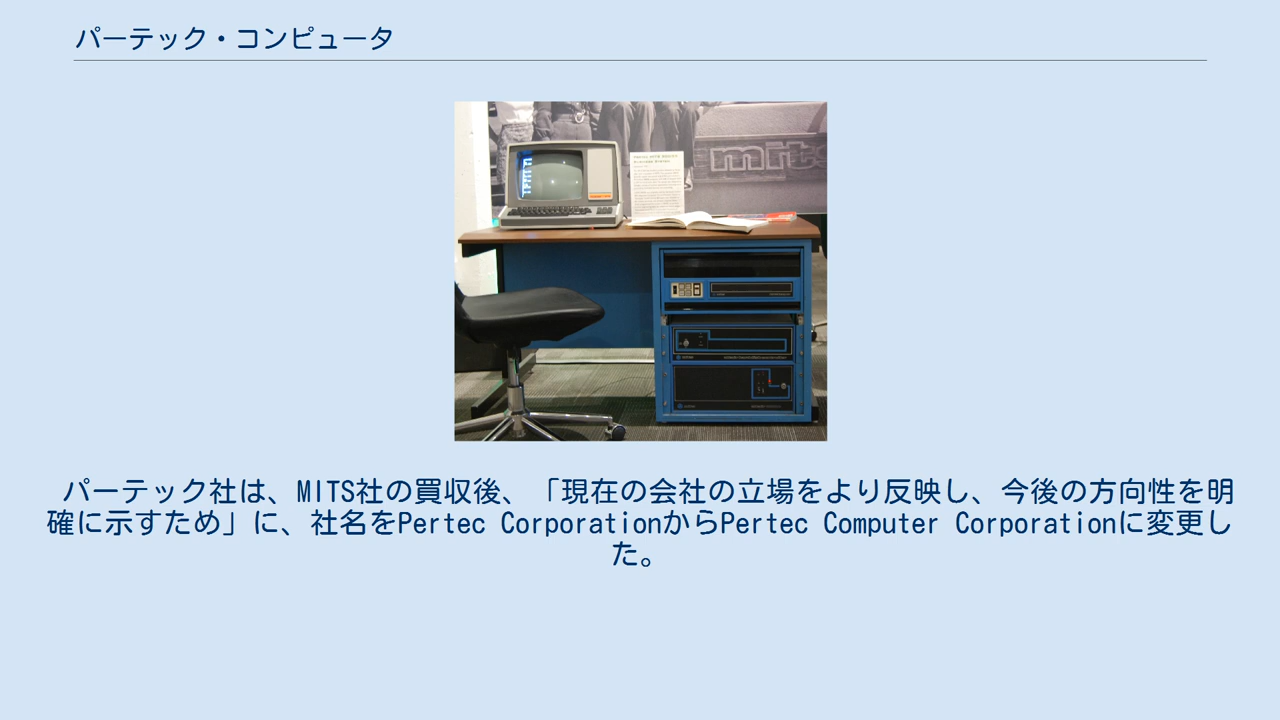 パーテック・コンピュータ
mits
パーテック社は、MITS社の買収後、「現在の会社の立場をより反映し、今後の方向性を明
確に示すため」に、社名をPertec CorporationからPertec Computer Corporationに変更し
た。